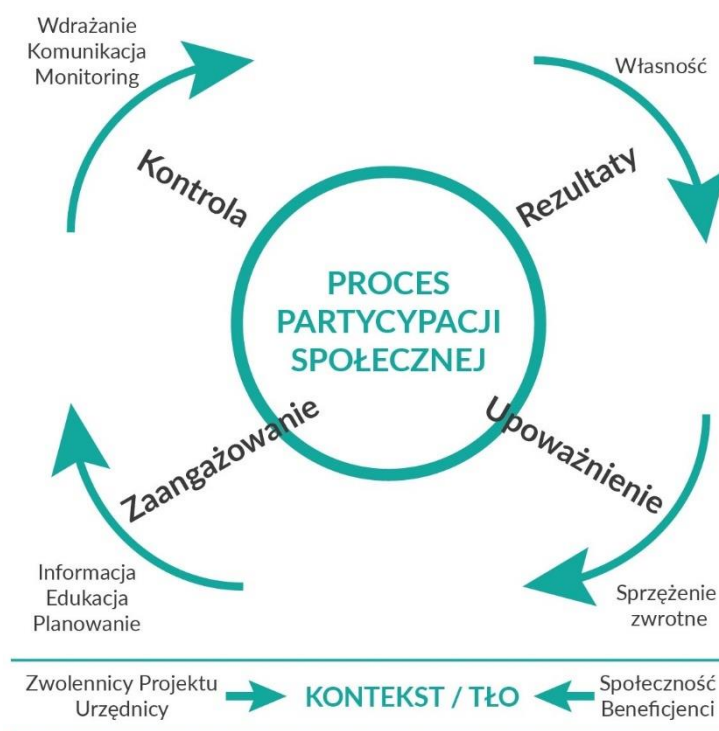 Wdrażanie
Komunikacja
Monitoring
Własność
Kontrola
Rezultaty
PROCES
PARTYCYPACJI
SPOŁECZNEJ
Zaangażowanie
Upoważnienie
Informacja
Edukacja
Planowanie
Sprzężenie
zwrotne
Zwolennicy Projektu
Urzędnicy
KONTEKST / TŁO
Społeczność
Beneficjenci